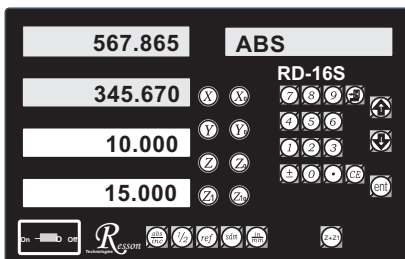 567.865 ABS
RD-16S
345.670 X X₀ 7 8 9
4 5 6
10.000 Y Y₀ 1 2 3
Z Z₀ ± 0 • CE
15.000 Z1 Z10 ent
On Off Resson abs/inc 1/2 ref sdm in/mm Z+Z1
Technologies